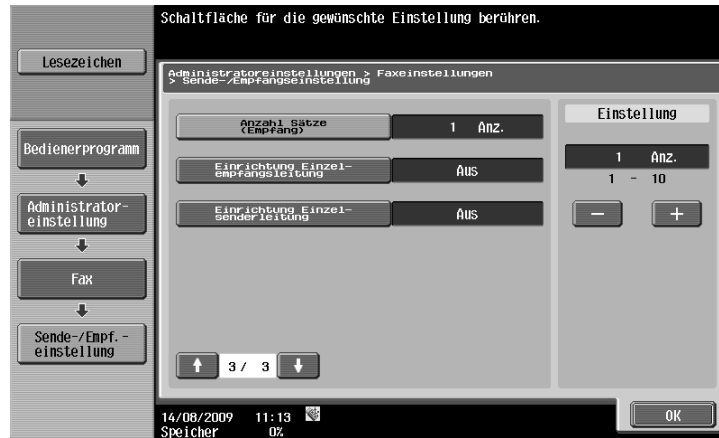 Schaltfläche für die gewünschte Einstellung berühren.
Lesezeichen
Administratoreinstellungen > Faxeinstellungen
> Sende-/Empfangseinstellung
Anzahl Sätze
(Empfang)
1 Anz.
Einstellung
Bedienerprogramm
Einrichtung Einzel-
empfangsleitung
Aus
1 Anz.
1 - 10
Administrator-
einstellung
Einrichtung Einzel-
senderleitung
Aus
- +
Fax
Sende-/Empf.-
einstellung
3/ 3
14/08/2009 11:13
Speicher 0%
OK